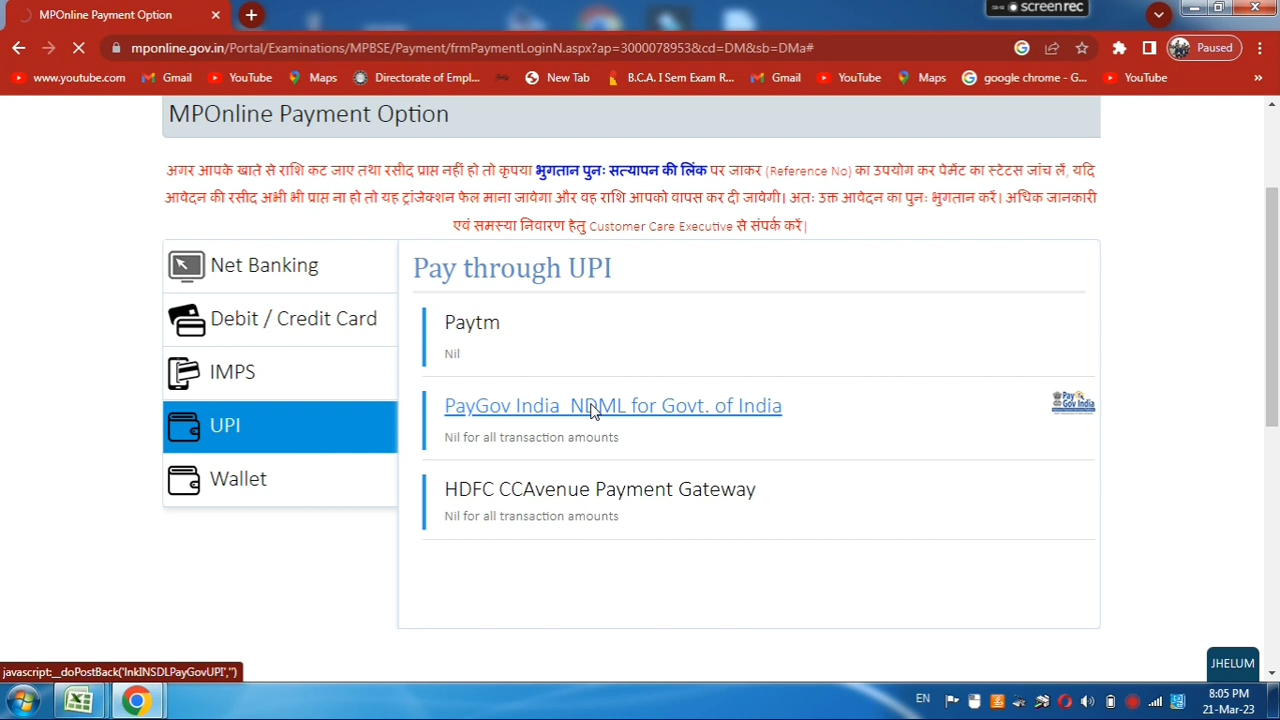 MPOnline Payment Option
screenrec
mponline.gov.in/Portal/Examinations/MPBSE/Payment/frmPaymentLoginN.aspx?ap=3000078953&cd=DM&sb=DMa#
Paused
www.youtube.com Gmail YouTube Maps Directorate of Empl... New Tab B.C.A. I Sem Exam R... Gmail YouTube Maps google chrome - G... YouTube »
MPOnline Payment Option
अगर आपके खाते से राशि कट जाए तथा रसीद प्राप्त नहीं हो तो कृपया भुगतान पुनः सत्यापन की लिंक पर जाकर (Reference No) का उपयोग कर पेमेंट का स्टेटस जांच लें, यदि
आवेदन की रसीद अभी भी प्राप्त ना हो तो यह ट्रांजेक्शन फेल माना जावेगा और वह राशि आपको वापस कर दी जावेगी। अतः उक्त आवेदन का पुनः भुगतान करें। अधिक जानकारी
एवं समस्या निवारण हेतु Customer Care Executive से संपर्क करें|
Net Banking
Debit / Credit Card
IMPS
UPI
Wallet
Pay through UPI
Paytm
Nil
PayGov India NDML for Govt. of India
Pay Gov India
Nil for all transaction amounts
HDFC CCAvenue Payment Gateway
Nil for all transaction amounts
JHELUM
javascript:__doPostBack('lnkINSDLPayGovUPI','')
EN
8:05 PM
21-Mar-23